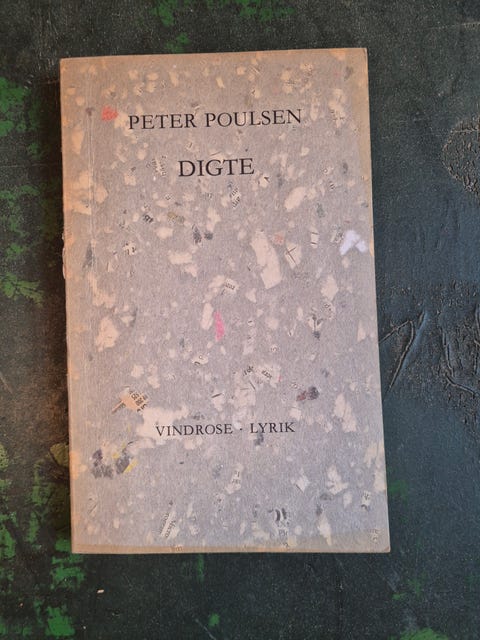 PETER POULSEN
DIGTE
VINDROSE · LYRIK